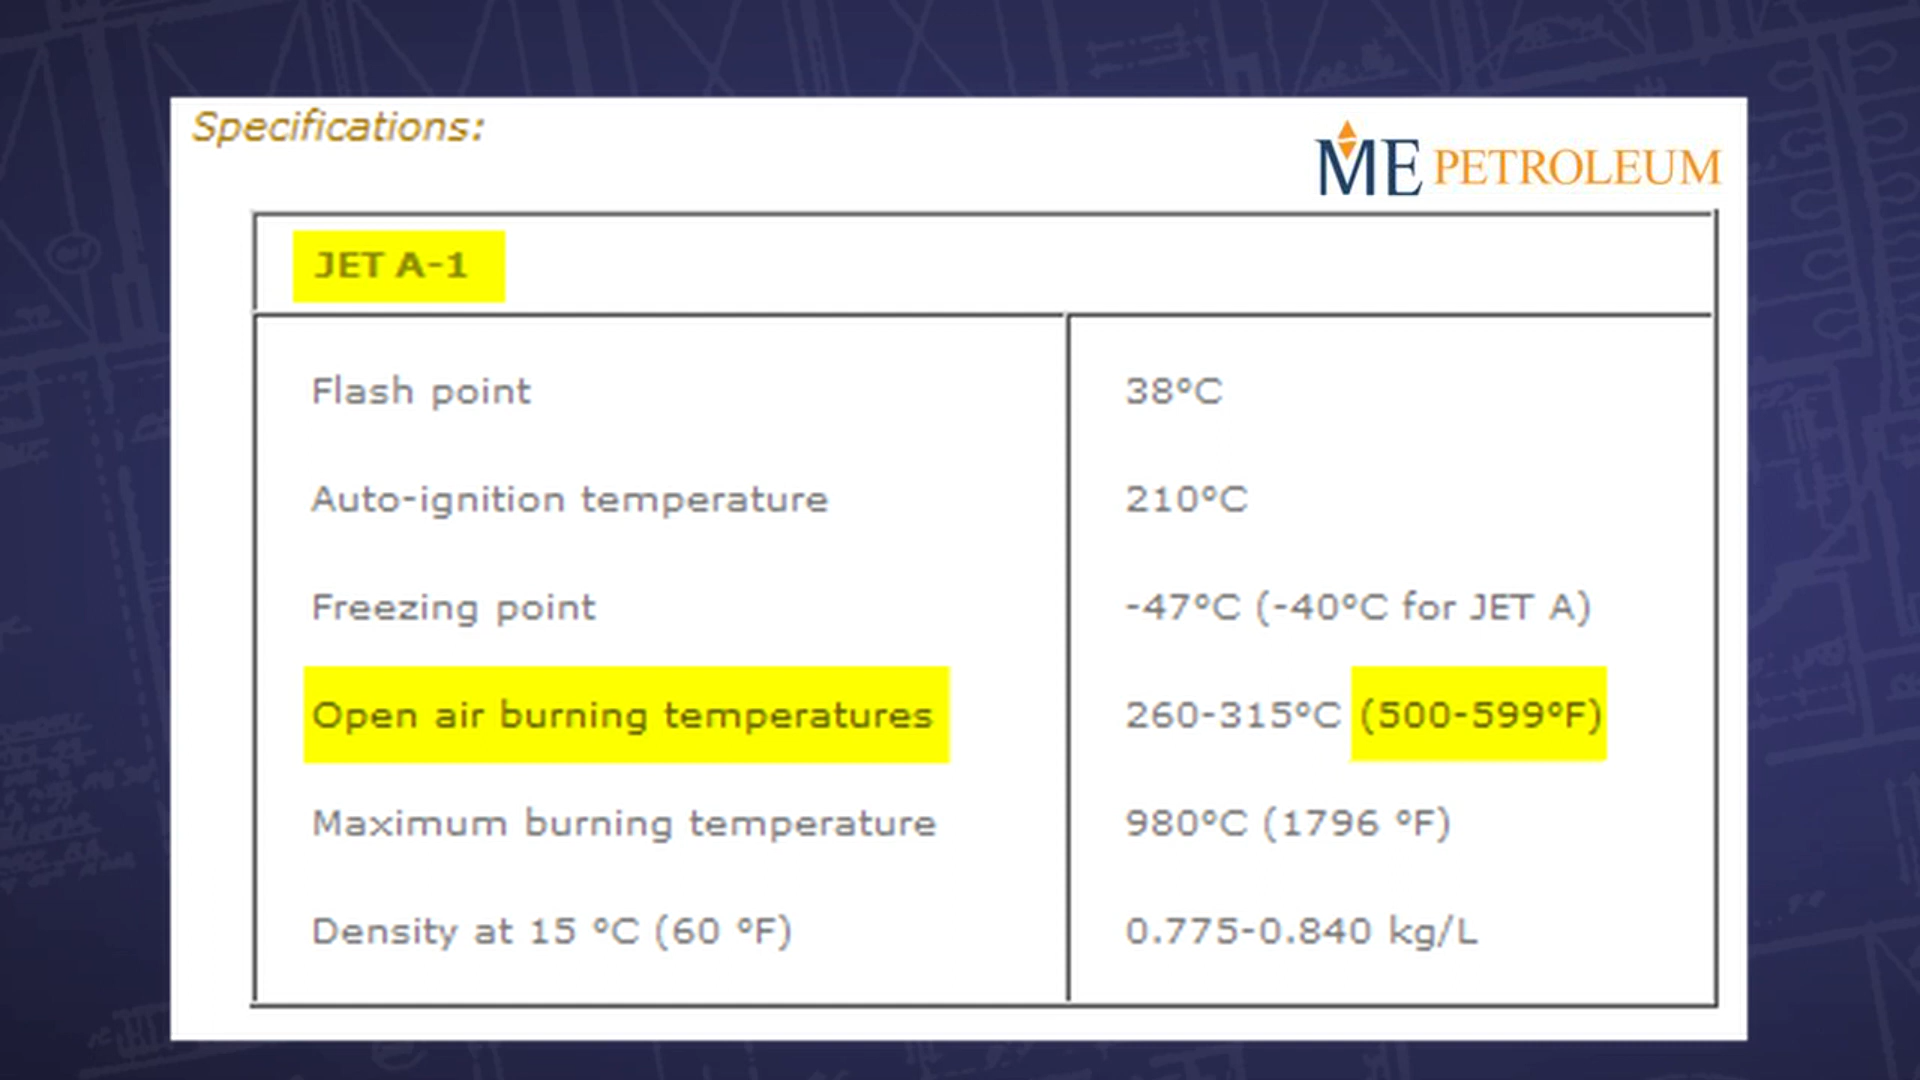 Specifications:
ME PETROLEUM
JET A-1
Flash point 38°C
Auto-ignition temperature 210°C
Freezing point -47°C (-40°C for JET A)
Open air burning temperatures 260-315°C (500-599°F)
Maximum burning temperature 980°C (1796 °F)
Density at 15 °C (60 °F) 0.775-0.840 kg/L